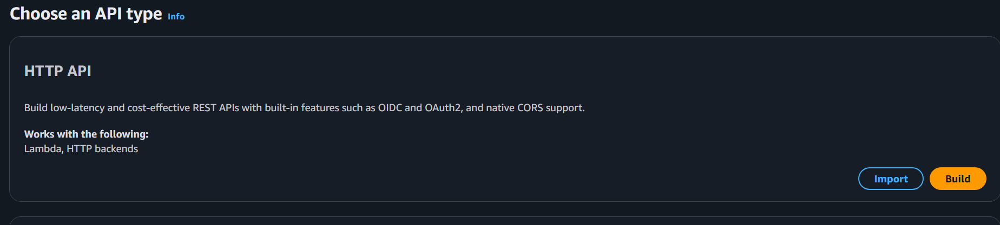 Choose an API type Info
HTTP API
Build low-latency and cost-effective REST APIs with built-in features such as OIDC and OAuth2, and native CORS support.
Works with the following:
Lambda, HTTP backends
Import Build